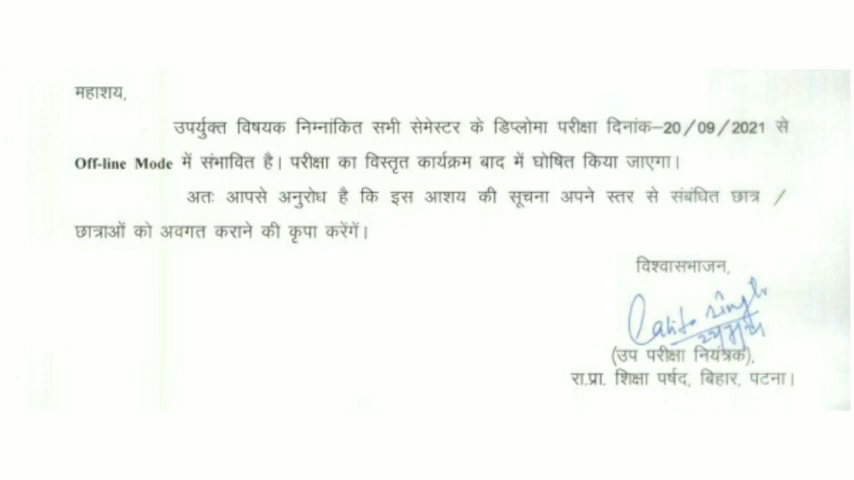 महाशय,
उपर्युक्त विषयक निम्नांकित सभी सेमेस्टर के डिप्लोमा परीक्षा दिनांक–20/09/2021 से
Off-line Mode में संभावित है। परीक्षा का विस्तृत कार्यक्रम बाद में घोषित किया जाएगा।
अतः आपसे अनुरोध है कि इस आशय की सूचना अपने स्तर से संबंधित छात्र /
छात्राओं को अवगत कराने की कृपा करेंगें।
विश्वासभाजन,
(उप परीक्षा नियंत्रक),
रा.प्रा. शिक्षा पर्षद, बिहार, पटना।